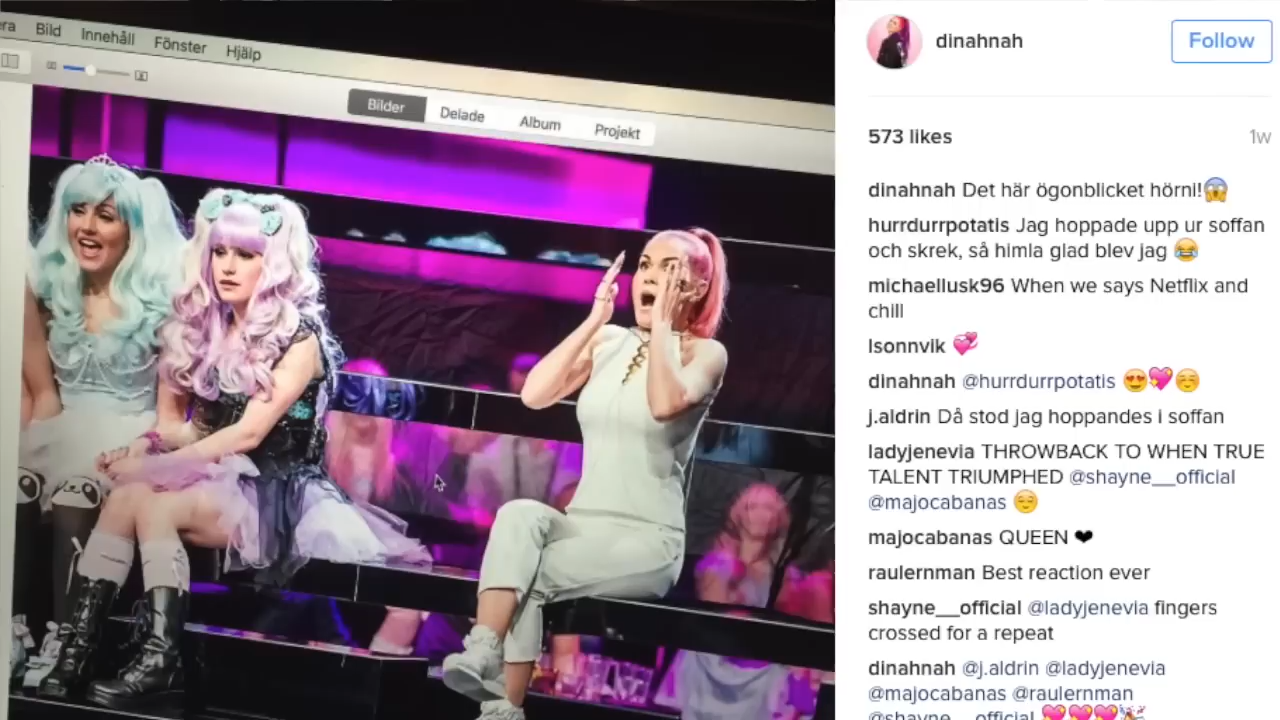 era Bild Innehåll Fönster Hjälp
Bilder Delade Album Projekt
dinahnah Follow
573 likes 1w
dinahnah Det här ögonblicket hörni!😱
hurrdurrpotatis Jag hoppade upp ur soffan
och skrek, så himla glad blev jag 😂
michaellusk96 When we says Netflix and
chill
lsonnvik 💞
dinahnah @hurrdurrpotatis 😍💖☺️
j.aldrin Då stod jag hoppandes i soffan
ladyjenevia THROWBACK TO WHEN TRUE
TALENT TRIUMPHED @shayne__official
@majocabanas ☺️
majocabanas QUEEN ❤
raulernman Best reaction ever
shayne__official @ladyjenevia fingers
crossed for a repeat
dinahnah @j.aldrin @ladyjenevia
@majocabanas @raulernman
@shayne__official 💖💖💖🎉